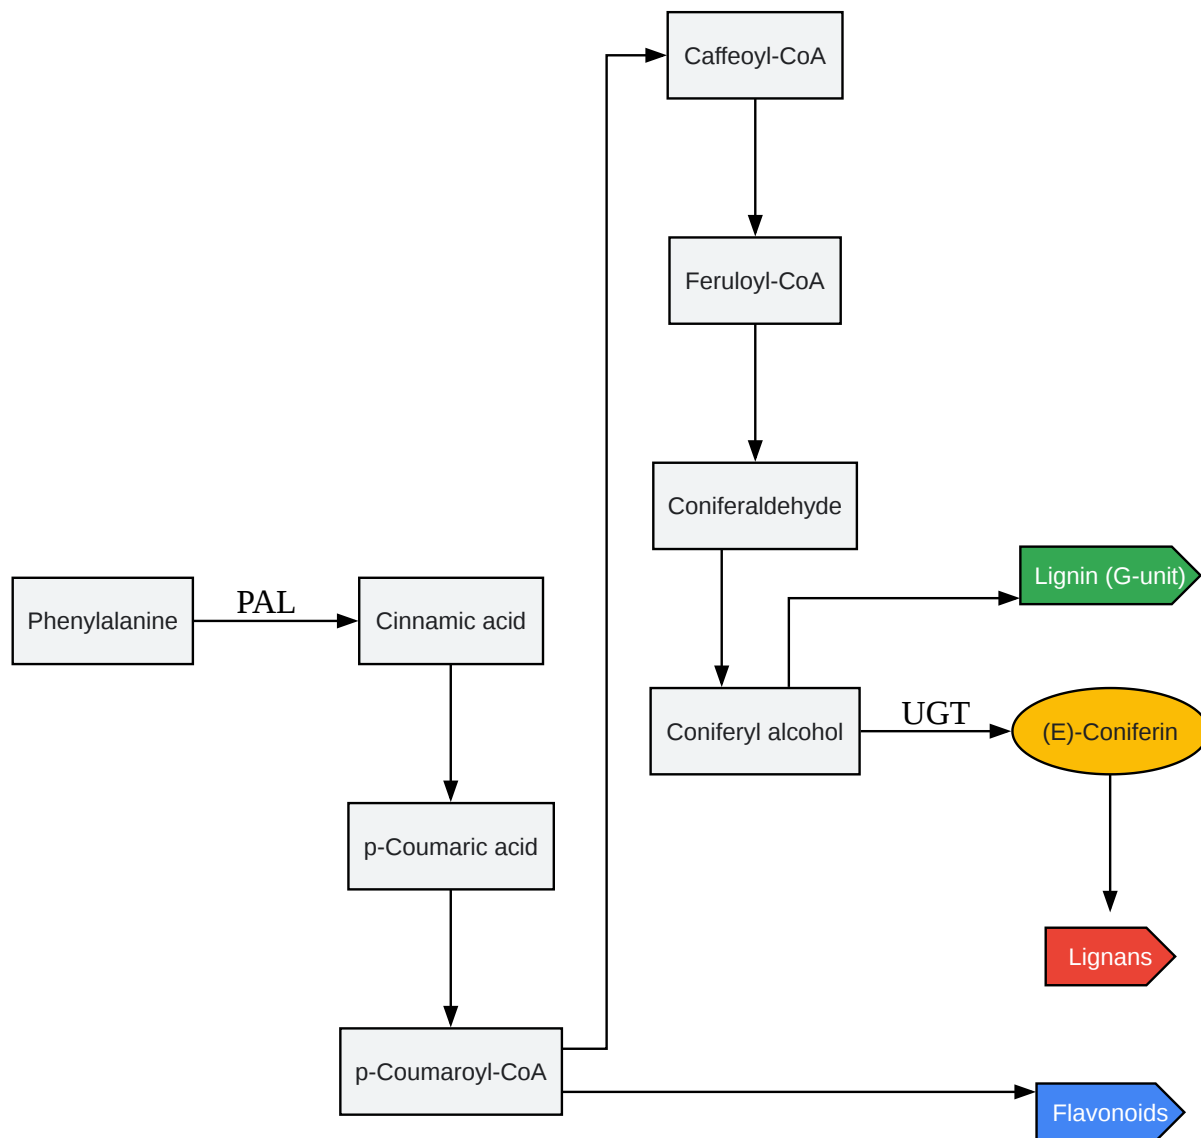 Caffeoyl-CoA
Feruloyl-CoA
Coniferaldehyde
Lignin (G-unit)
Phenylalanine
PAL
Cinnamic acid
Coniferyl alcohol
UGT
(E)-Coniferin
p-Coumaric acid
Lignans
p-Coumaroyl-CoA
Flavonoids